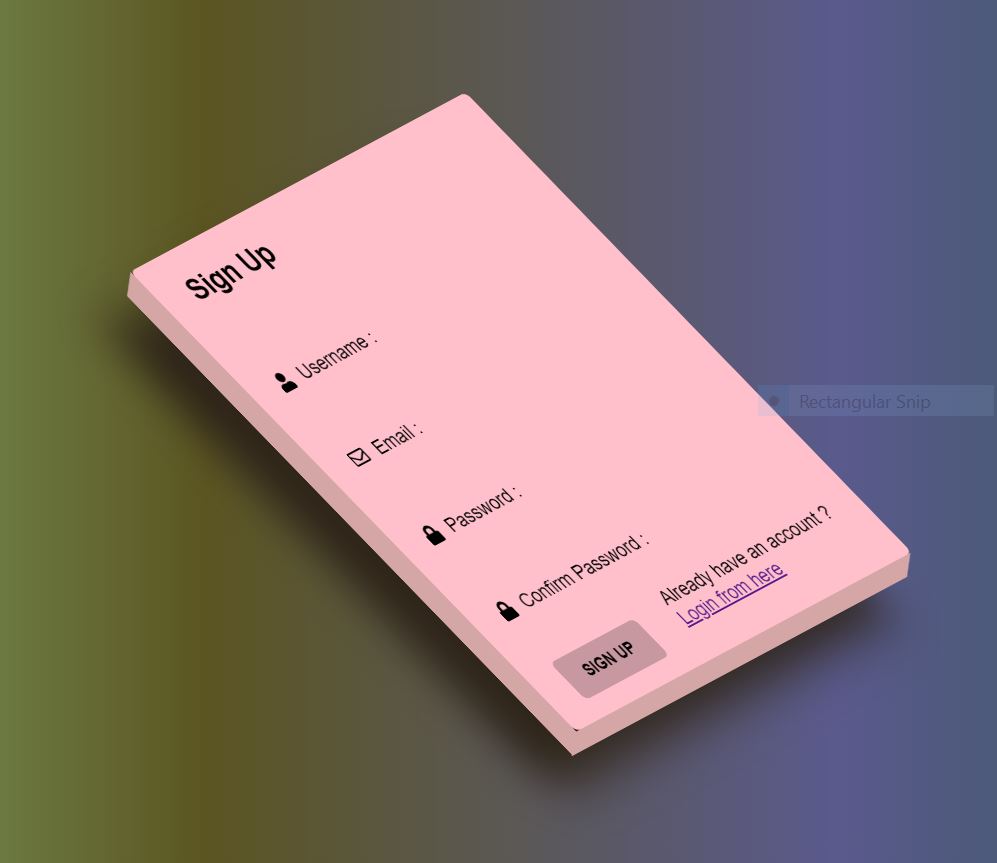 Sign Up
Username :
Email :
Password :
Confirm Password :
Already have an account ?
Login from here
SIGN UP
Rectangular Snip